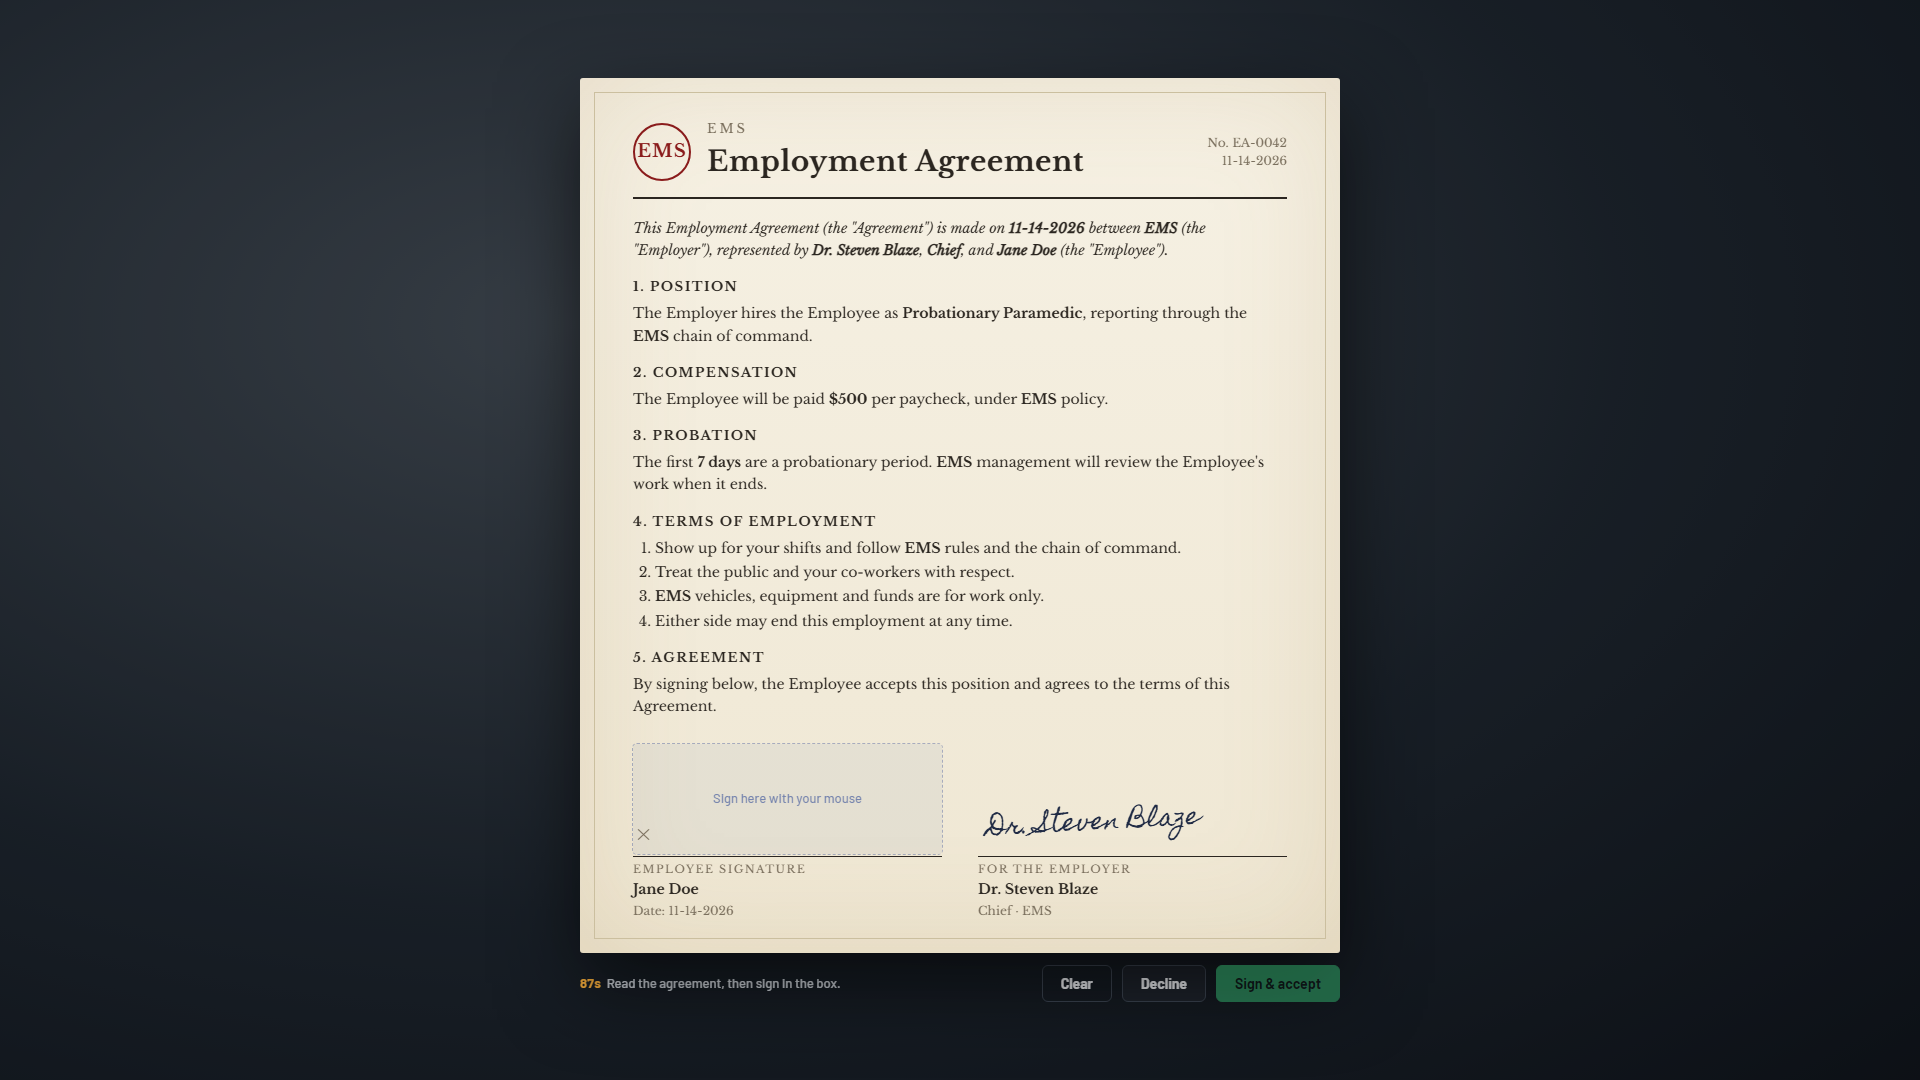 EMS
EMS
Employment Agreement
No. EA-0042
11-14-2026
This Employment Agreement (the "Agreement") is made on 11-14-2026 between EMS (the
"Employer"), represented by Dr. Steven Blaze, Chief, and Jane Doe (the "Employee").
1. POSITION
The Employer hires the Employee as Probationary Paramedic, reporting through the
EMS chain of command.
2. COMPENSATION
The Employee will be paid $500 per paycheck, under EMS policy.
3. PROBATION
The first 7 days are a probationary period. EMS management will review the Employee's
work when it ends.
4. TERMS OF EMPLOYMENT
1. Show up for your shifts and follow EMS rules and the chain of command.
2. Treat the public and your co-workers with respect.
3. EMS vehicles, equipment and funds are for work only.
4. Either side may end this employment at any time.
5. AGREEMENT
By signing below, the Employee accepts this position and agrees to the terms of this
Agreement.
Sign here with your mouse
EMPLOYEE SIGNATURE
Jane Doe
Date: 11-14-2026
Dr. Steven Blaze
FOR THE EMPLOYER
Dr. Steven Blaze
Chief · EMS
87s Read the agreement, then sign in the box.
Clear
Decline
Sign & accept